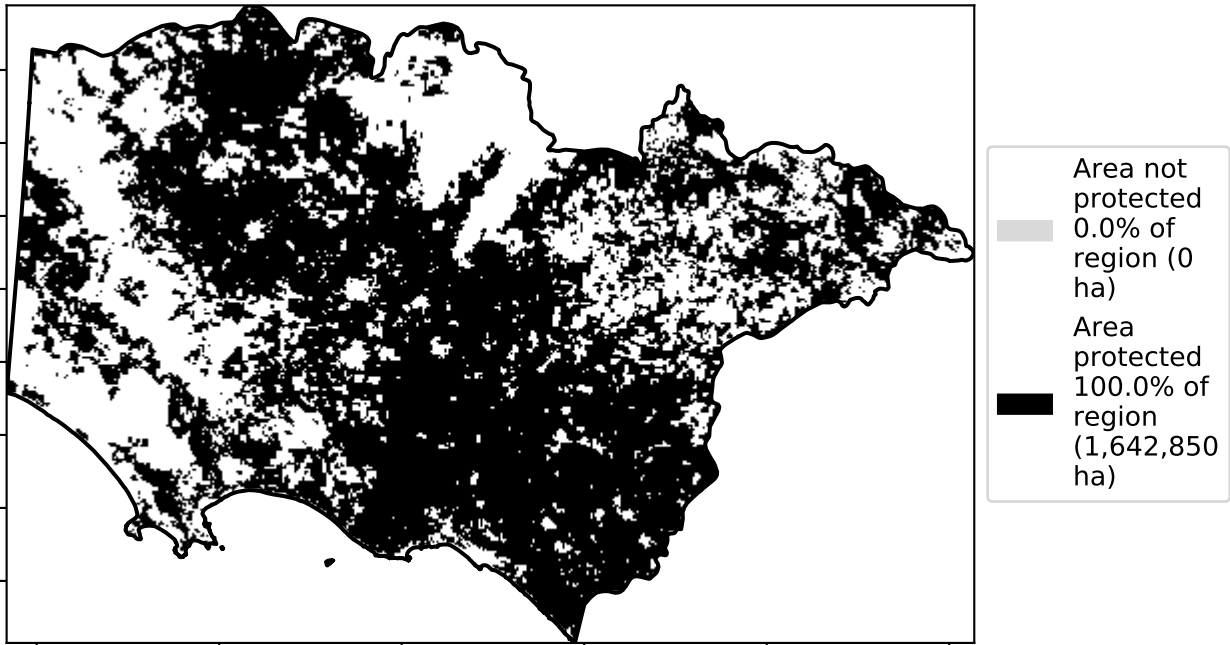 Area not
protected
0.0% of
region (0
ha)
Area
protected
100.0% of
region
(1,642,850
ha)